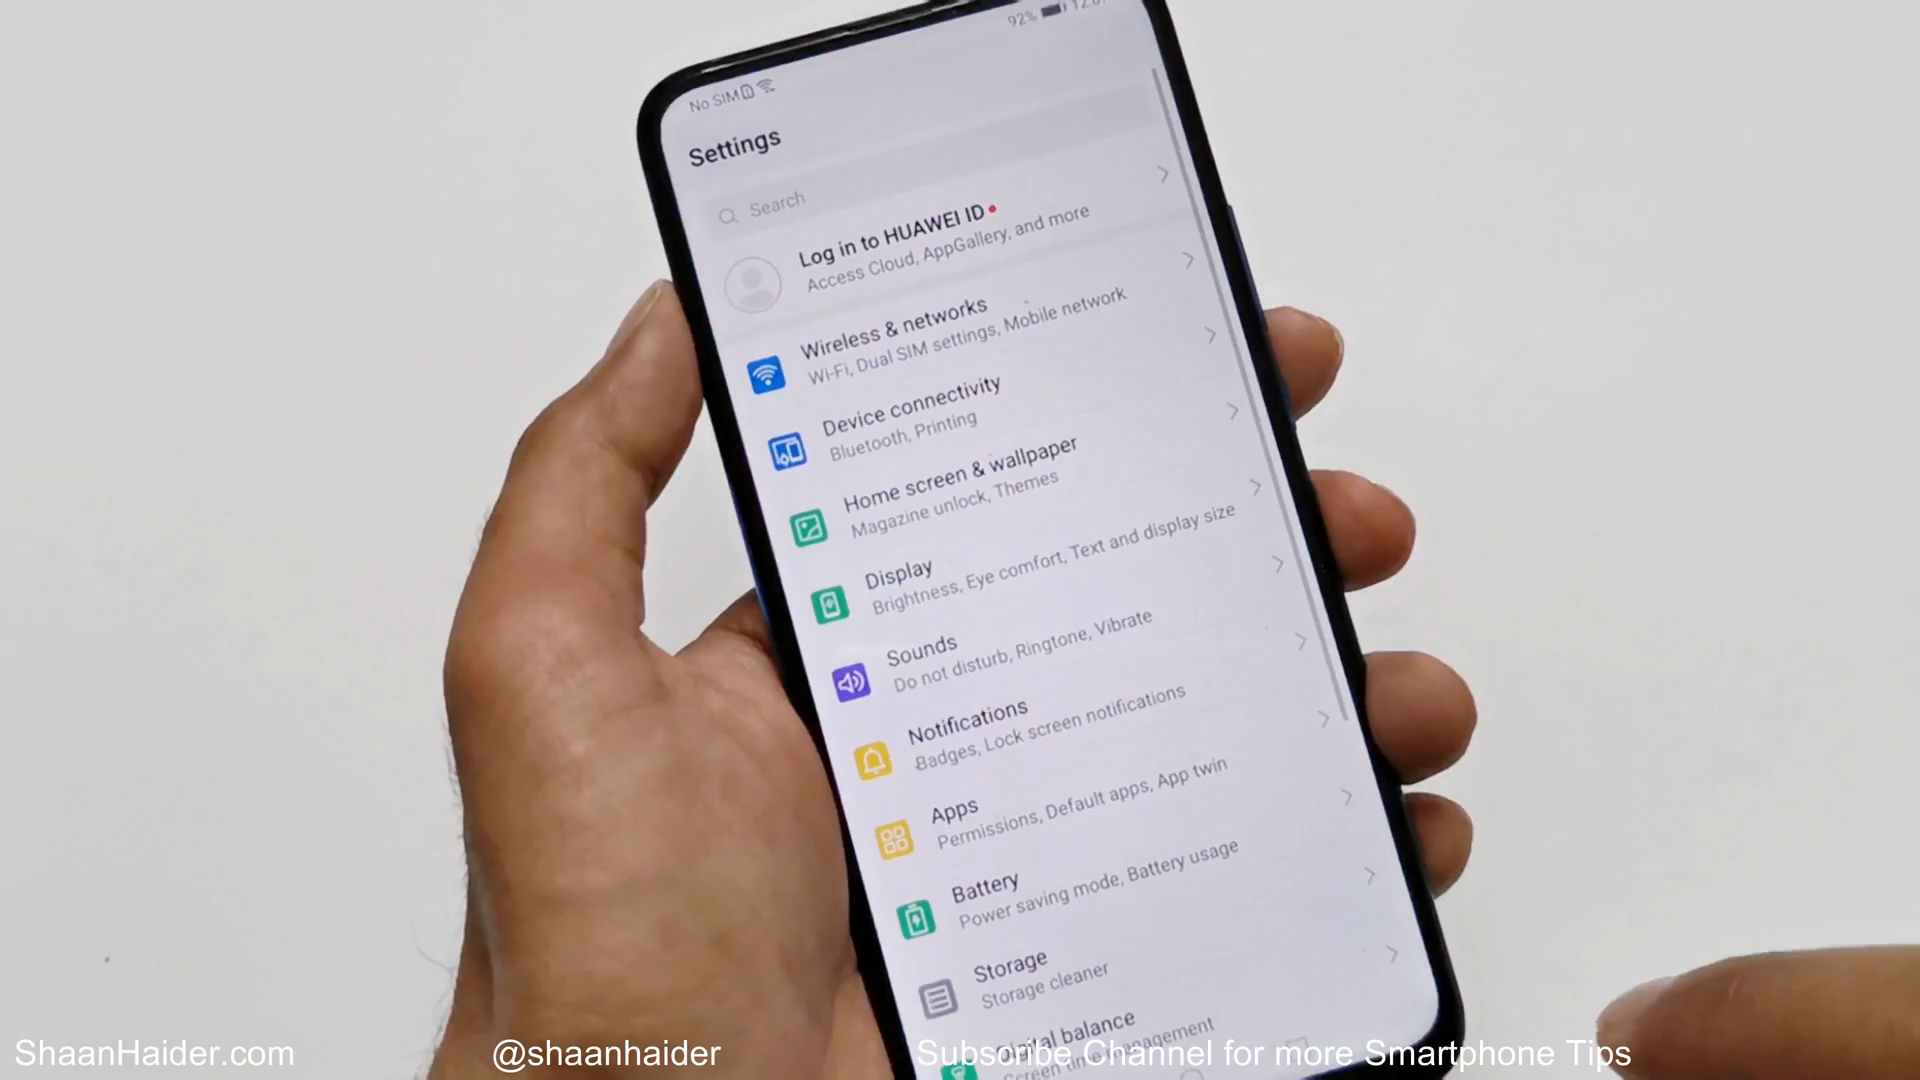 92%
No SIM
Settings
Search
Log in to HUAWEI ID
Access Cloud, AppGallery, and more
Wireless & networks
Wi-Fi, Dual SIM settings, Mobile network
Device connectivity
Bluetooth, Printing
Home screen & wallpaper
Magazine unlock, Themes
Display
Brightness, Eye comfort, Text and display size
Sounds
Do not disturb, Ringtone, Vibrate
Notifications
Badges, Lock screen notifications
Apps
Permissions, Default apps, App twin
Battery
Power saving mode, Battery usage
Storage
Storage cleaner
Digital balance
Screen time management
ShaanHaider.com
@shaanhaider
Subscribe Channel for more Smartphone Tips